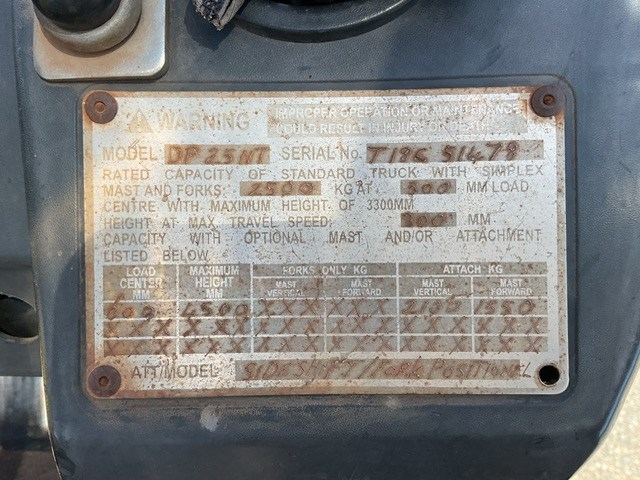 WARNING
IMPROPER OPERATION OR MAINTENANCE
COULD RESULT IN INJURY OR DEATH
MODEL DP25NT SERIAL No. T18C 51478
RATED CAPACITY OF STANDARD TRUCK WITH SIMPLEX
MAST AND FORKS: 2500 KG AT 500 MM LOAD
CENTRE WITH MAXIMUM HEIGHT OF 3300MM
HEIGHT AT MAX. TRAVEL SPEED: 300 MM
CAPACITY WITH OPTIONAL MAST AND/OR ATTACHMENT
LISTED BELOW
LOAD CENTER MM MAXIMUM HEIGHT MM FORKS ONLY KG ATTACH KG
MAST VERTICAL MAST FORWARD MAST VERTICAL MAST FORWARD
600 4500 XXX XXX
XXX XXX XXX XXX XXX XXX
XXX XXX XXX XXX XXX XXX
ATT/MODEL SIDE SHIFT / FORK POSITIONEL